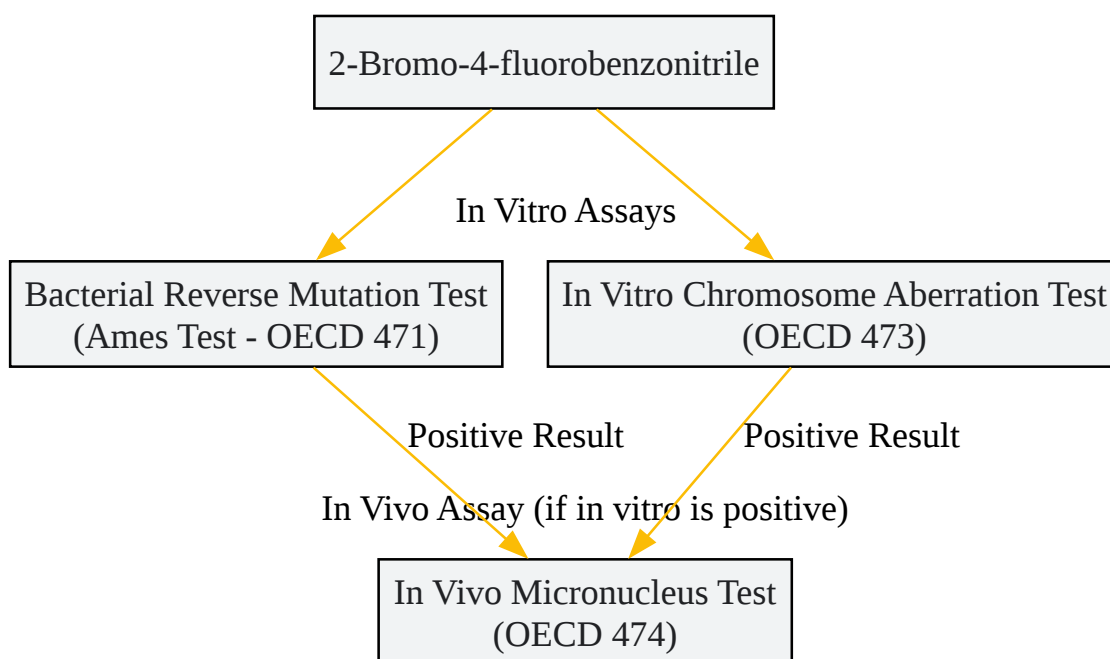 2-Bromo-4-fluorobenzonitrile
In Vitro Assays
Bacterial Reverse Mutation Test
(Ames Test - OECD 471)
In Vitro Chromosome Aberration Test
(OECD 473)
Positive Result
Positive Result
In Vivo Assay (if in vitro is positive)
In Vivo Micronucleus Test
(OECD 474)